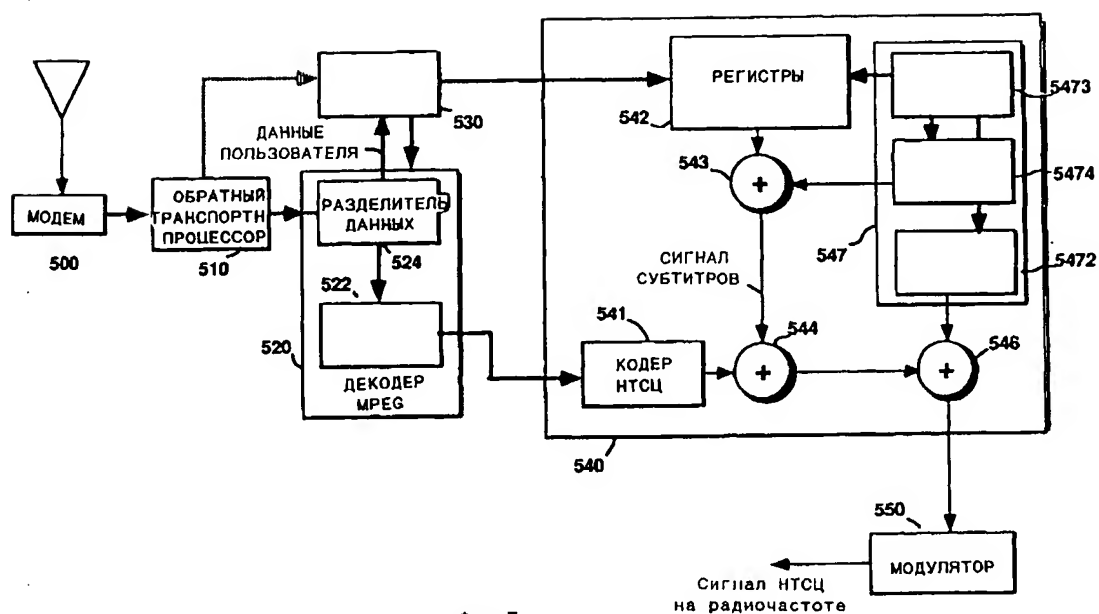 РЕГИСТРЫ
542
5473
530
ДАННЫЕ
ПОЛЬЗОВАТЕЛЯ
543
5474
МОДЕМ
500
ОБРАТНЫЙ
ТРАНСПОРТН
ПРОЦЕССОР
510
РАЗДЕЛИТЕЛЬ
ДАННЫХ
524
СИГНАЛ
СУБТИТРОВ
547
5472
522
520
ДЕКОДЕР
MPEG
541
КОДЕР
НТСЦ
544
546
540
550
МОДУЛЯТОР
Сигнал НТСЦ
на радиочастоте